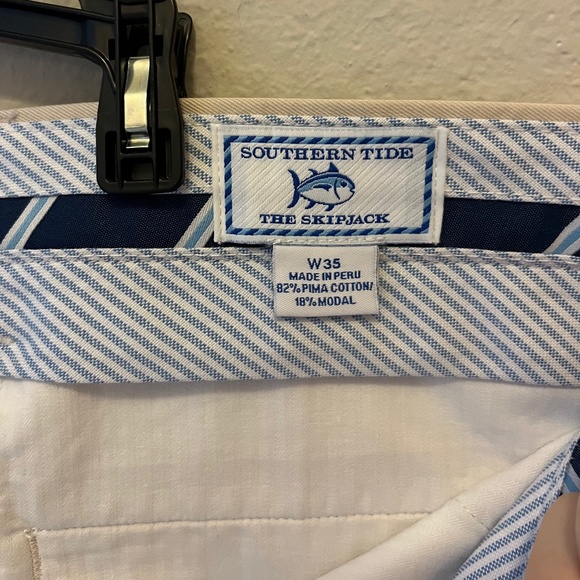 SOUTHERN TIDE
THE SKIPJACK
W35
MADE IN PERU
82% PIMA COTTON/
18% MODAL